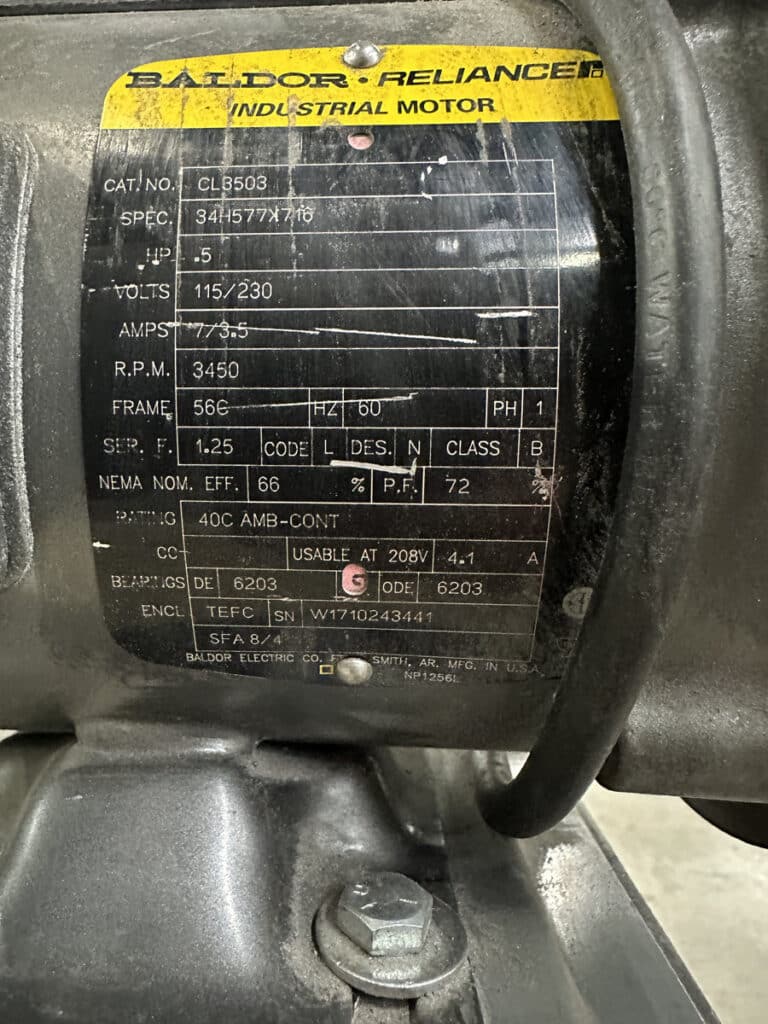 BALDOR • RELIANCE
INDUSTRIAL MOTOR
CAT. NO. CL3503
SPEC. 34H577X716
HP .5
VOLTS 115/230
AMPS 7/3.5
R.P.M. 3450
FRAME 56C HZ 60 PH 1
SER. F. 1.25 CODE L DES. N CLASS B
NEMA NOM. EFF. 66 % P.F. 72 %
RATING 40C AMB-CONT
CC USABLE AT 208V 4.1 A
BEARINGS DE 6203 G ODE 6203
ENCL TEFC SN W1710243441
SFA 8/4
BALDOR ELECTRIC CO. SMITH, AR. MFG. IN U.S.A.
NP1256L
WATER